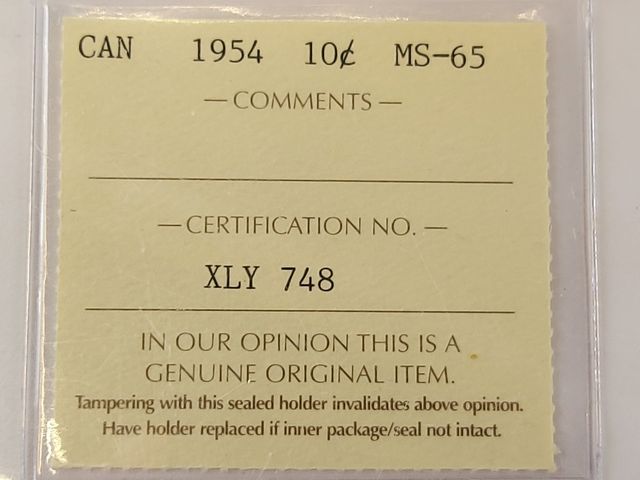 CAN 1954 10¢ MS-65
— COMMENTS —
— CERTIFICATION NO. —
XLY 748
IN OUR OPINION THIS IS A
GENUINE ORIGINAL ITEM.
Tampering with this sealed holder invalidates above opinion.
Have holder replaced if inner package/seal not intact.